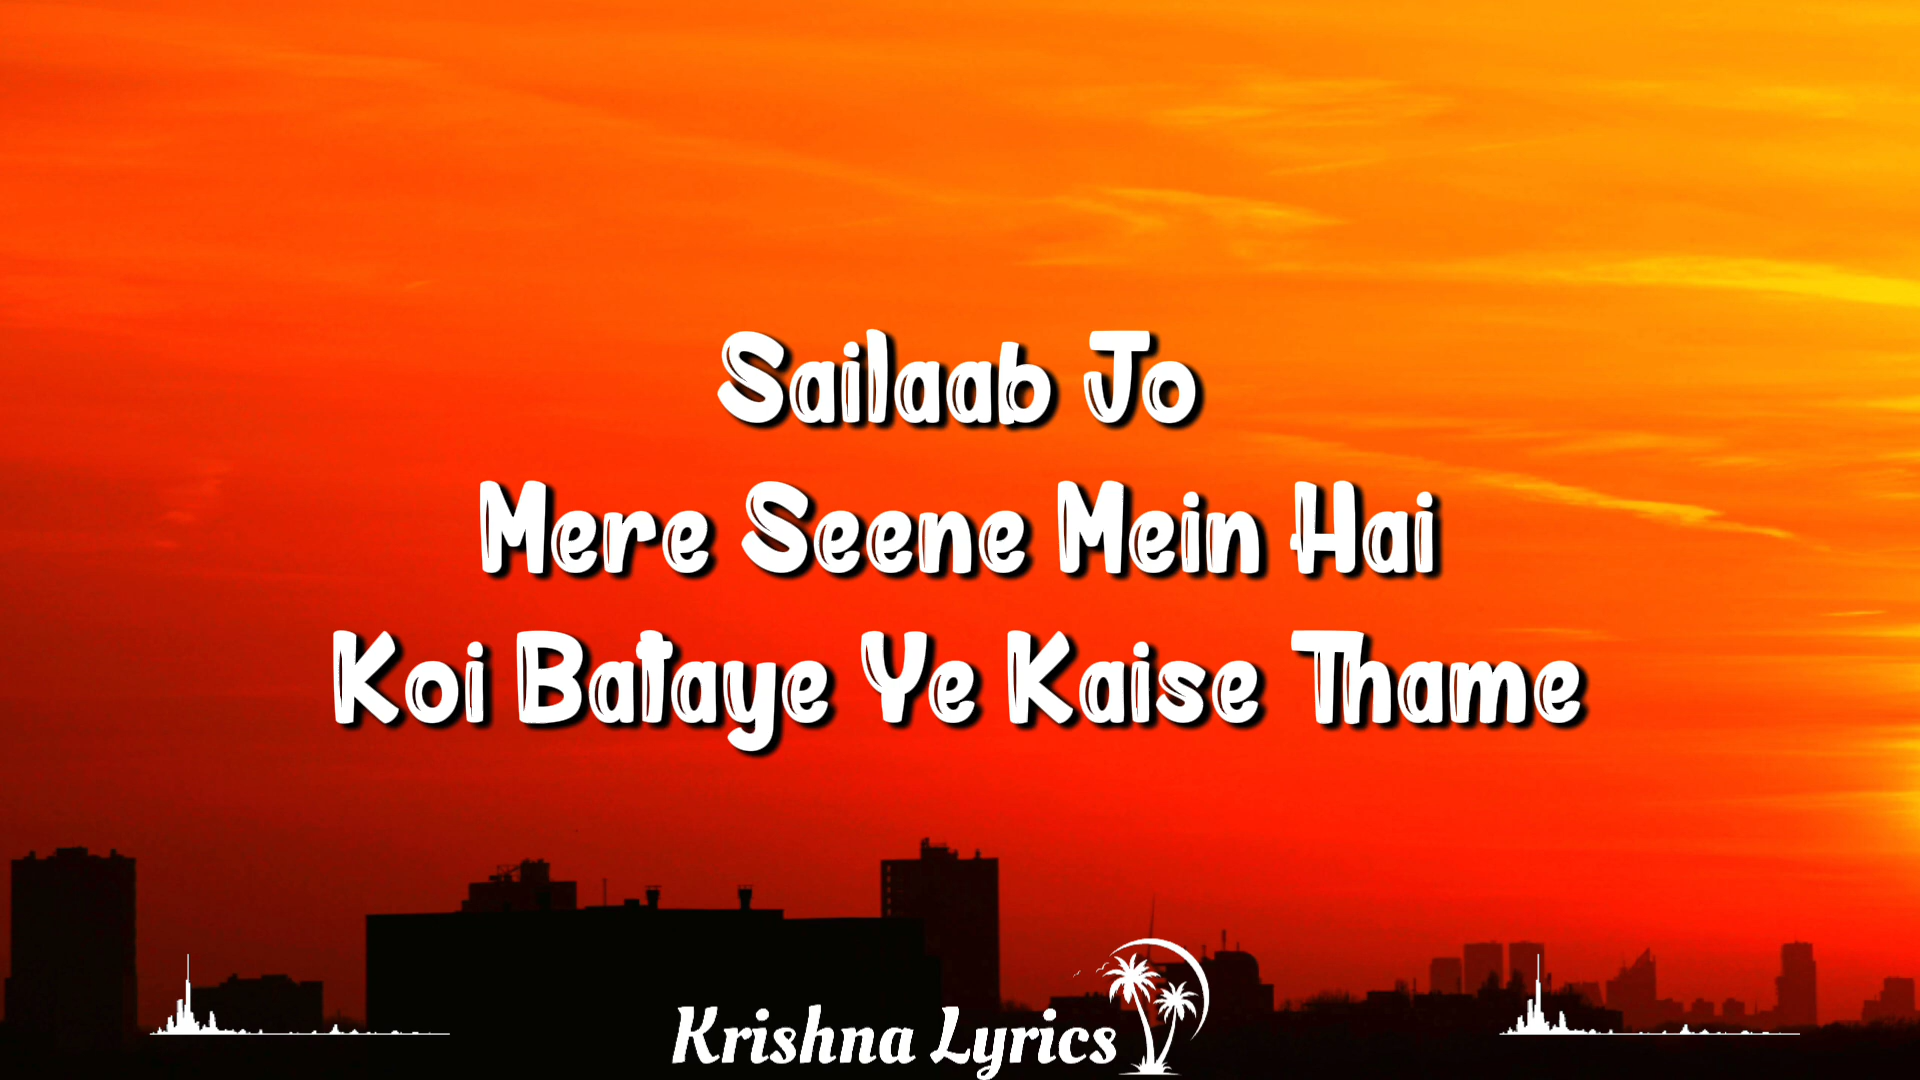 Sailaab Jo
Mere Seene Mein Hai
Koi Bataye Ye Kaise Thame
Krishna Lyrics